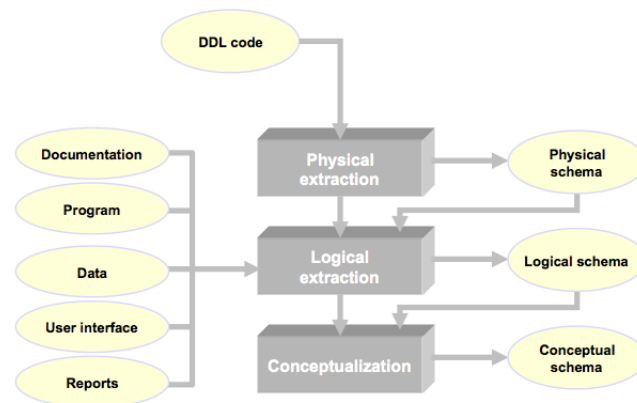 DDL code
Documentation
Physical
extraction
Physical
schema
Program
Logical
extraction
Logical schema
Data
User interface
Conceptualization
Conceptual
schema
Reports